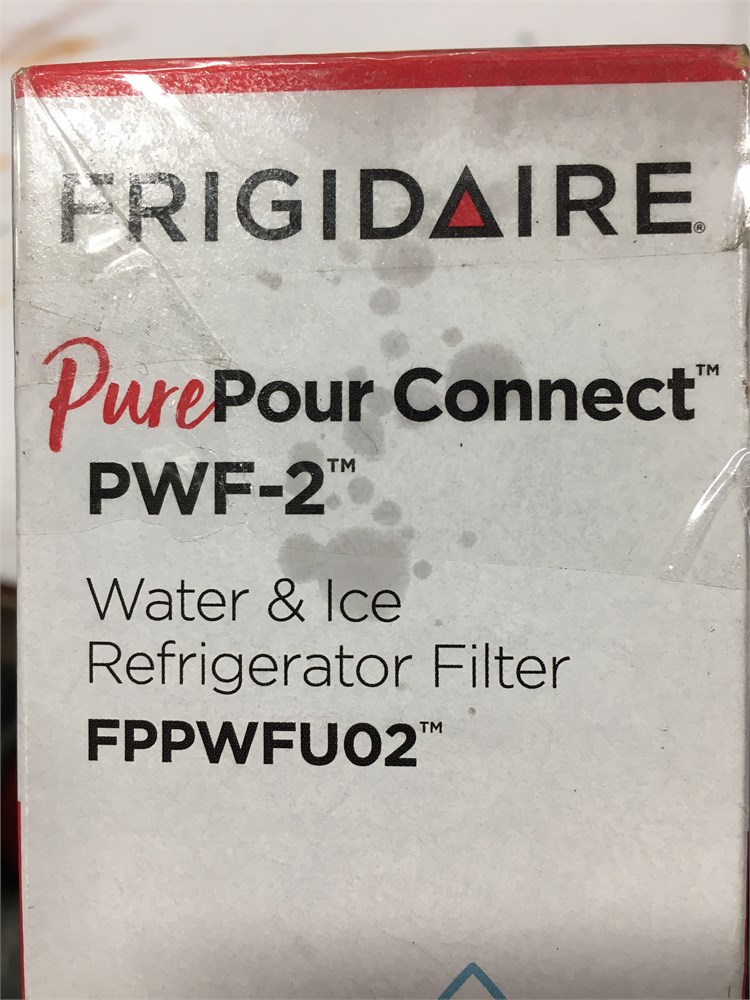 FRIGIDAIRE®
PurePour Connect™
PWF-2™
Water & Ice
Refrigerator Filter
FPPWFU02™